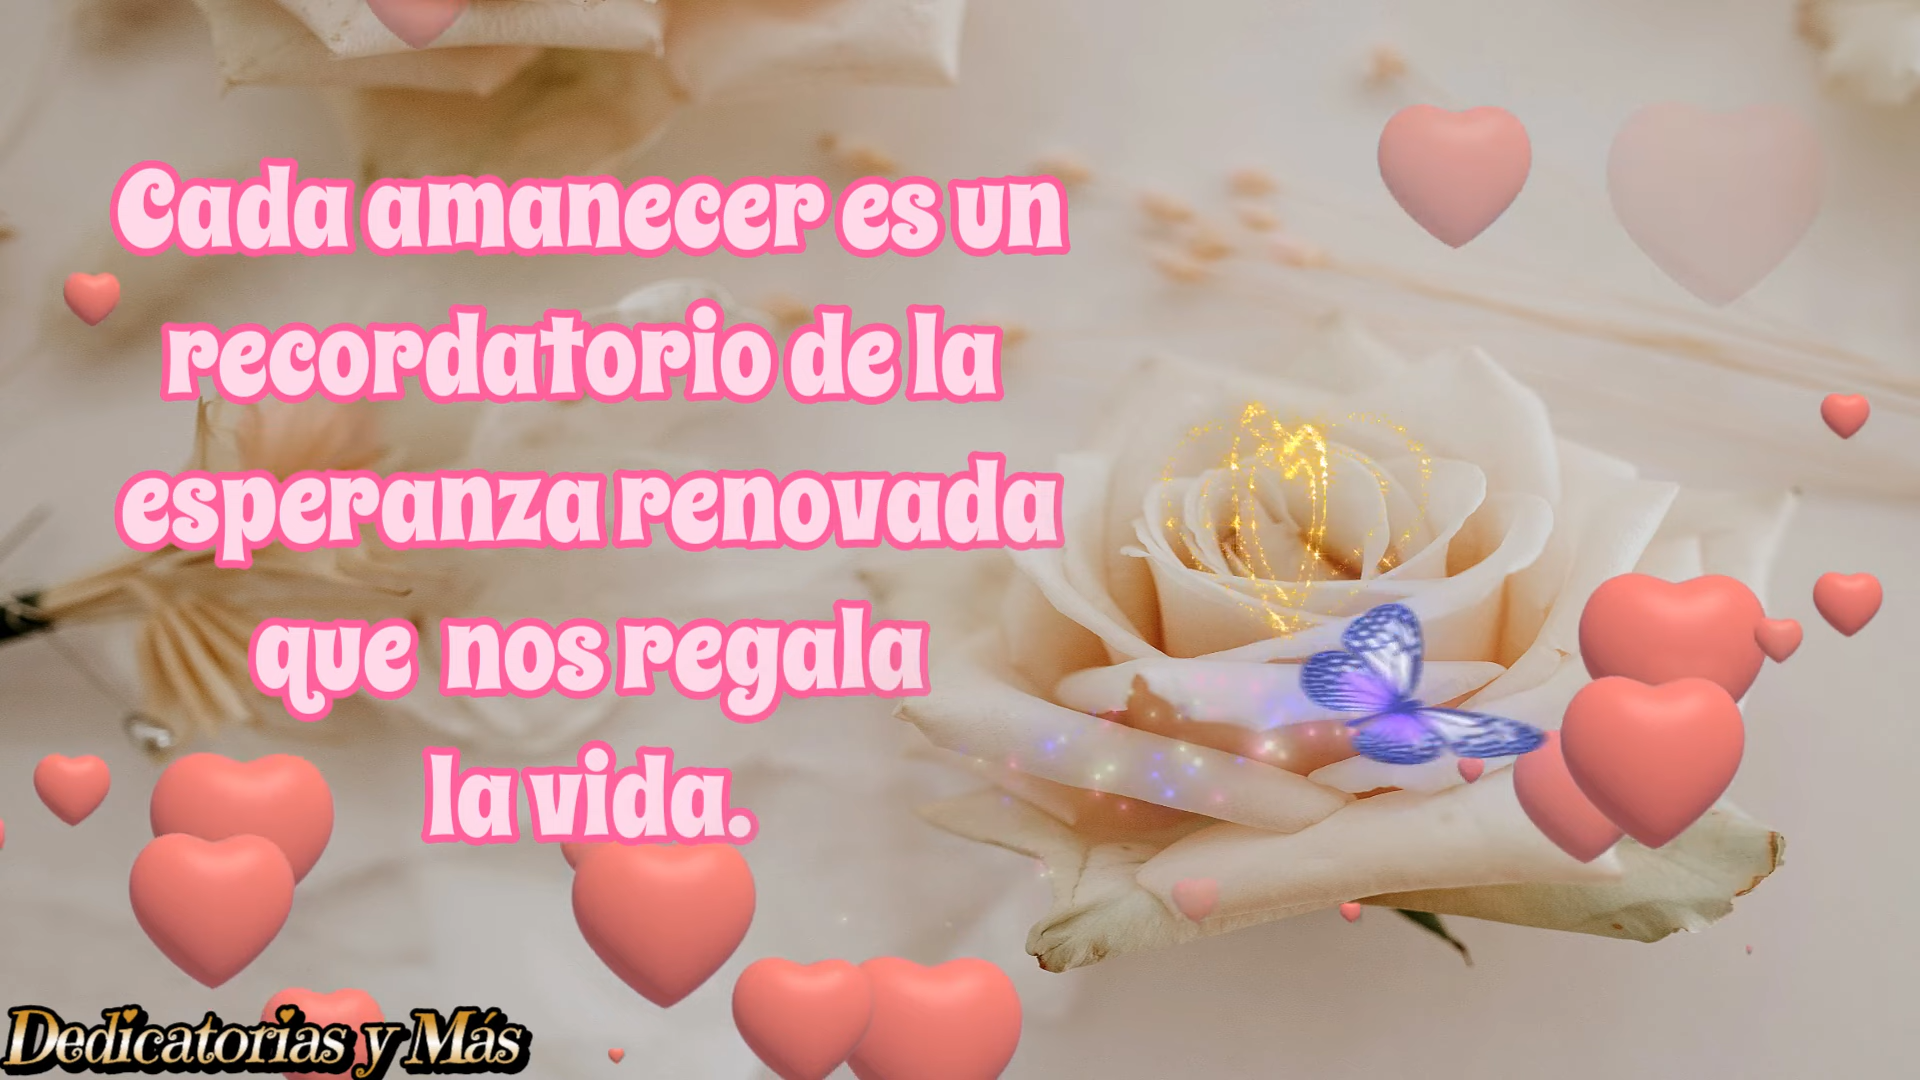 Cada amanecer es un
recordatorio de la
esperanza renovada
que nos regala
la vida.
Dedicatorias y Más